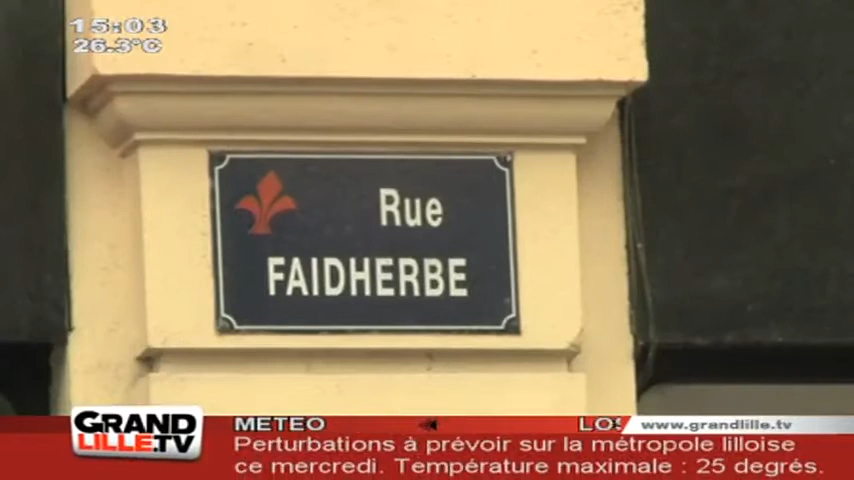 15:03
26.3°C
Rue
FAIDHERBE
GRAND
LILLE.TV
METEO
LOS
www.grandlille.tv
Perturbations à prévoir sur la métropole lilloise
ce mercredi. Température maximale : 25 degrés.